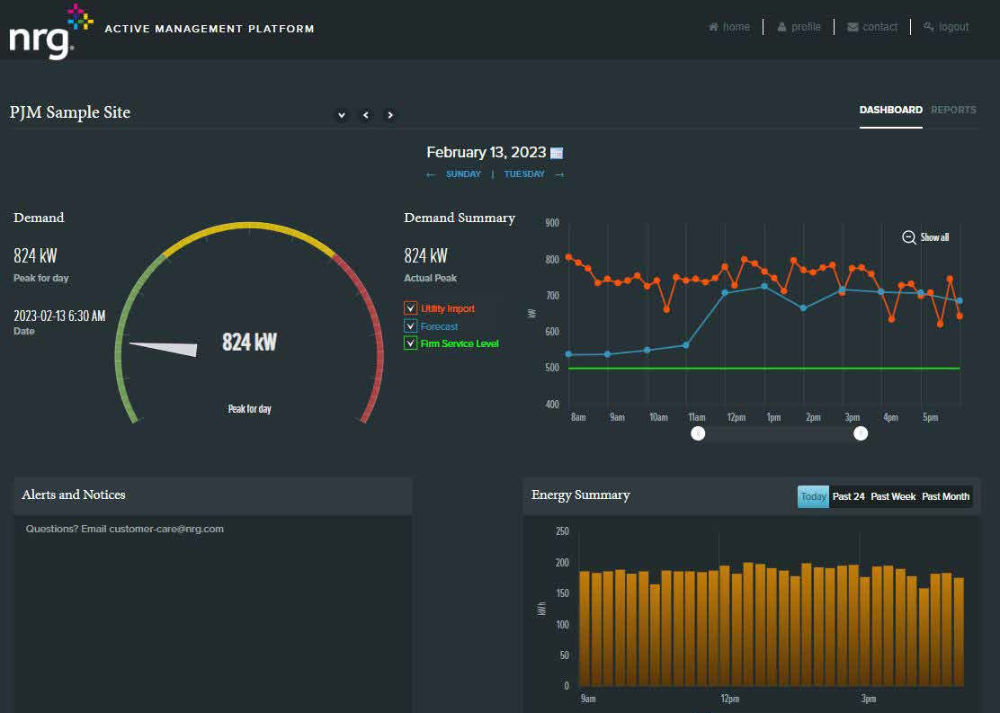 nrg.
ACTIVE MANAGEMENT PLATFORM
home
profile
contact
logout
PJM Sample Site
DASHBOARD REPORTS
February 13, 2023
← SUNDAY | TUESDAY →
Demand
824 kW
Peak for day
2023-02-13 6:30 AM
Date
824 kW
Peak for day
Demand Summary
824 kW
Actual Peak
Utility Import
Forecast
Firm Service Level
Show all
kW
900
800
700
600
500
400
8am 9am 10am 11am 12pm 1pm 2pm 3pm 4pm 5pm
Alerts and Notices
Questions? Email customer-care@nrg.com
Energy Summary
Today Past 24 Past Week Past Month
kWh
250
200
150
100
50
0
9am 12pm 3pm